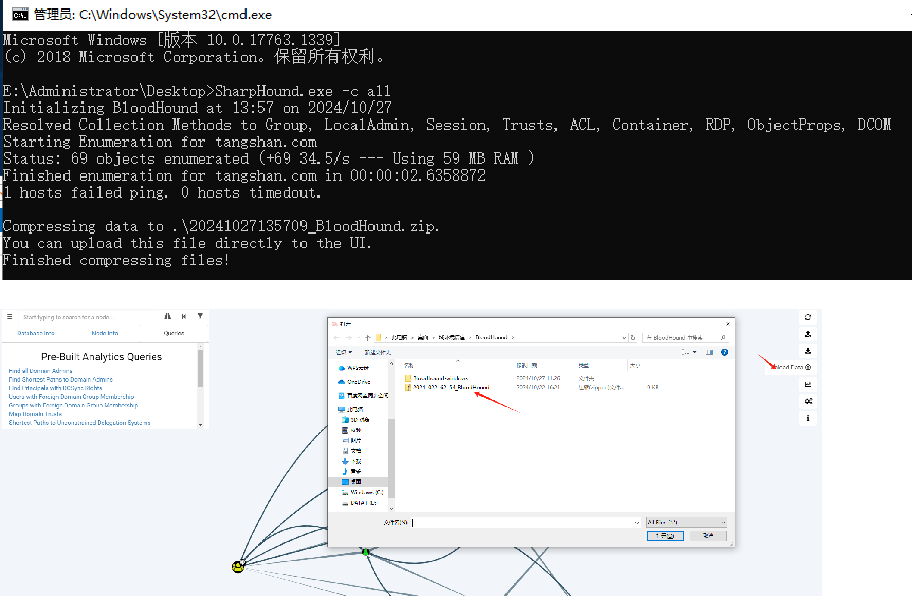 管理员: C:\Windows\System32\cmd.exe
Microsoft Windows [版本 10.0.17763.1339]
(c) 2018 Microsoft Corporation。保留所有权利。
E:\Administrator\Desktop>SharpHound.exe -c all
Initializing BloodHound at 13:57 on 2024/10/27
Resolved Collection Methods to Group, LocalAdmin, Session, Trusts, ACL, Container, RDP, ObjectProps, DCOM
Starting Enumeration for tangshan.com
Status: 69 objects enumerated (+69 34.5/s --- Using 59 MB RAM )
Finished enumeration for tangshan.com in 00:00:02.6358872
1 hosts failed ping. 0 hosts timedout.
Compressing data to .\20241027135709_BloodHound.zip.
You can upload this file directly to the UI.
Finished compressing files!
Start typing to search for a node...
Database Info Node Info Queries
Pre-Built Analytics Queries
Find all Domain Admins
Find Shortest Paths to Domain Admins
Find Principals with DCSync Rights
Users with Foreign Domain Group Membership
Groups with Foreign Domain Group Membership
Map Domain Trusts
Shortest Paths to Unconstrained Delegation Systems
BloodHound
OneDrive
Windows (C:)